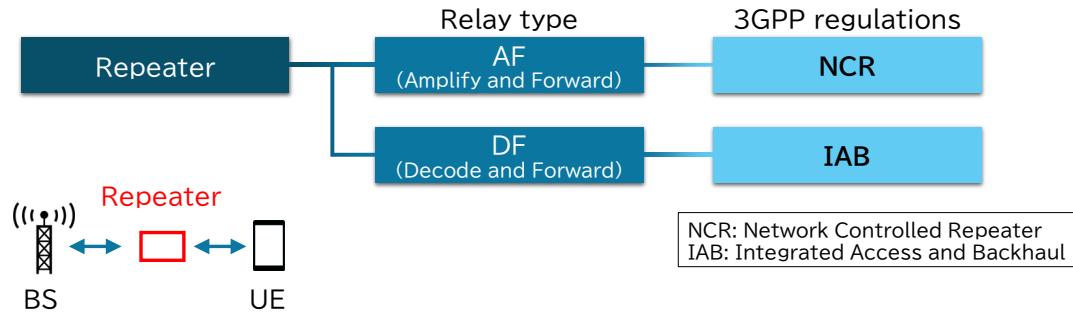 Relay type
3GPP regulations
Repeater
AF
(Amplify and Forward)
NCR
DF
(Decode and Forward)
IAB
Repeater
BS
UE
NCR: Network Controlled Repeater
IAB: Integrated Access and Backhaul